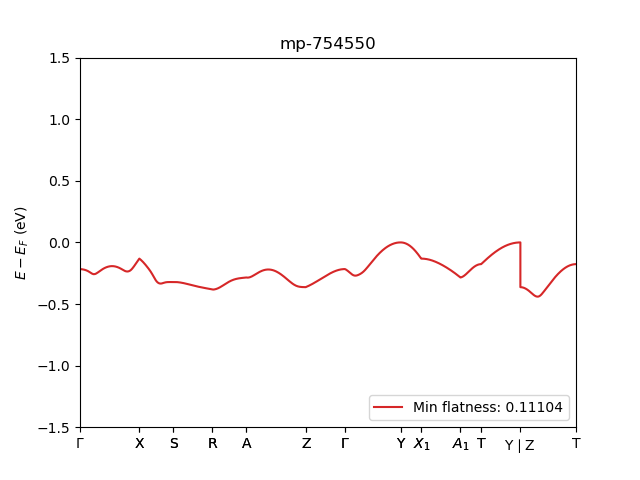 mp-754550
E − E_F (eV)
1.5
1.0
0.5
0.0
−0.5
−1.0
−1.5
Min flatness: 0.11104
Γ X S R A Z Γ Y X₁ A₁ T Y | Z T